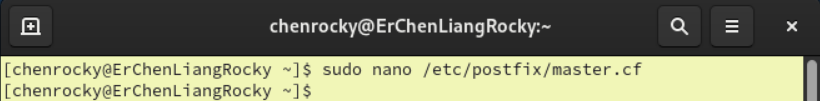 chenrocky@ErChenLiangRocky:~
[chenrocky@ErChenLiangRocky ~]$ sudo nano /etc/postfix/master.cf
[chenrocky@ErChenLiangRocky ~]$